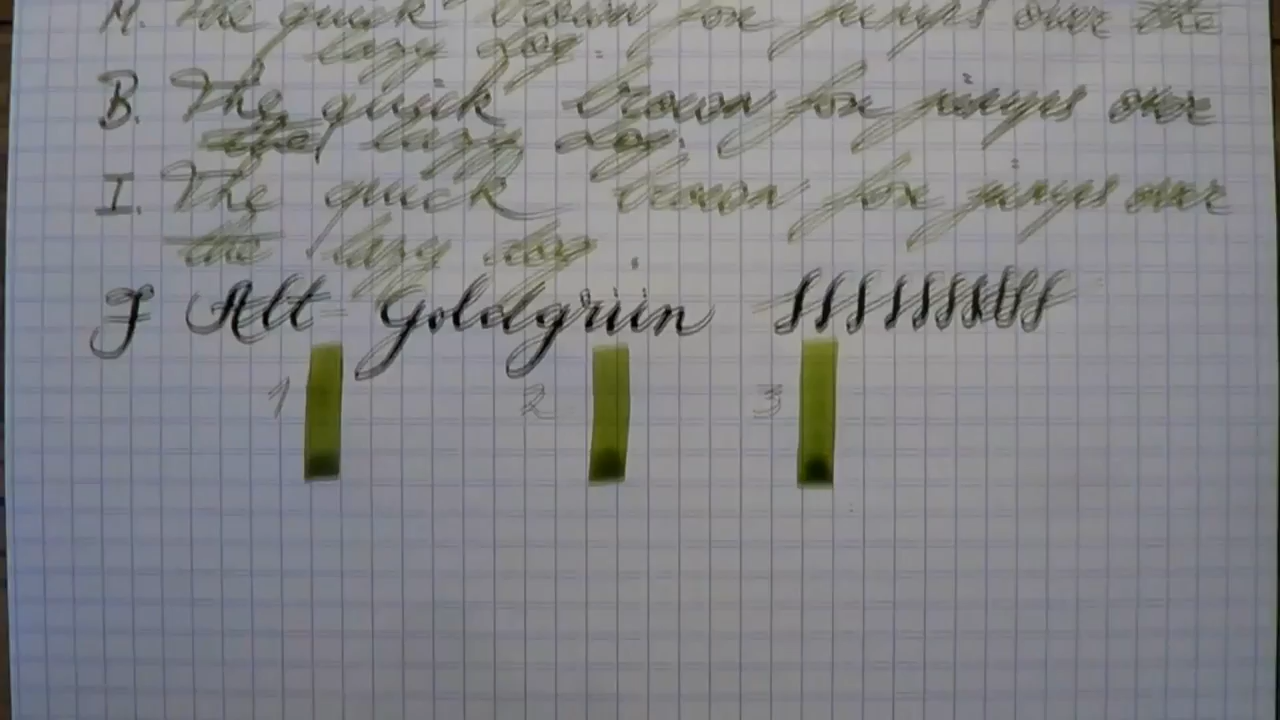 M. The quick brown fox jumps over the
lazy dog.
B. The quick brown fox jumps over
the lazy dog.
I. The quick brown fox jumps over
the lazy dog.
F Alt Goldgrün
1 2 3